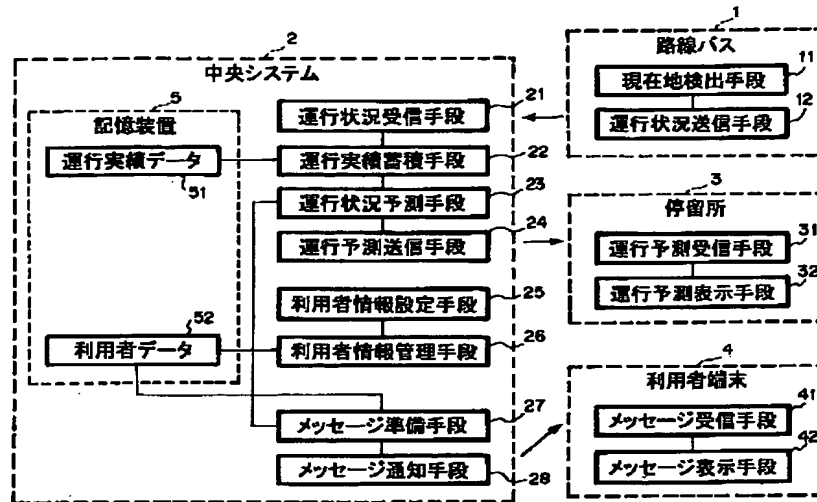 2
中央システム
5
記憶装置
運行実績データ
51
52
利用者データ
21
運行状況受信手段
22
運行実績蓄積手段
23
運行状況予測手段
24
運行予測送信手段
25
利用者情報設定手段
26
利用者情報管理手段
27
メッセージ準備手段
メッセージ通知手段
28
1
路線バス
11
現在地検出手段
12
運行状況送信手段
3
停留所
31
運行予測受信手段
32
運行予測表示手段
4
利用者端末
41
メッセージ受信手段
42
メッセージ表示手段